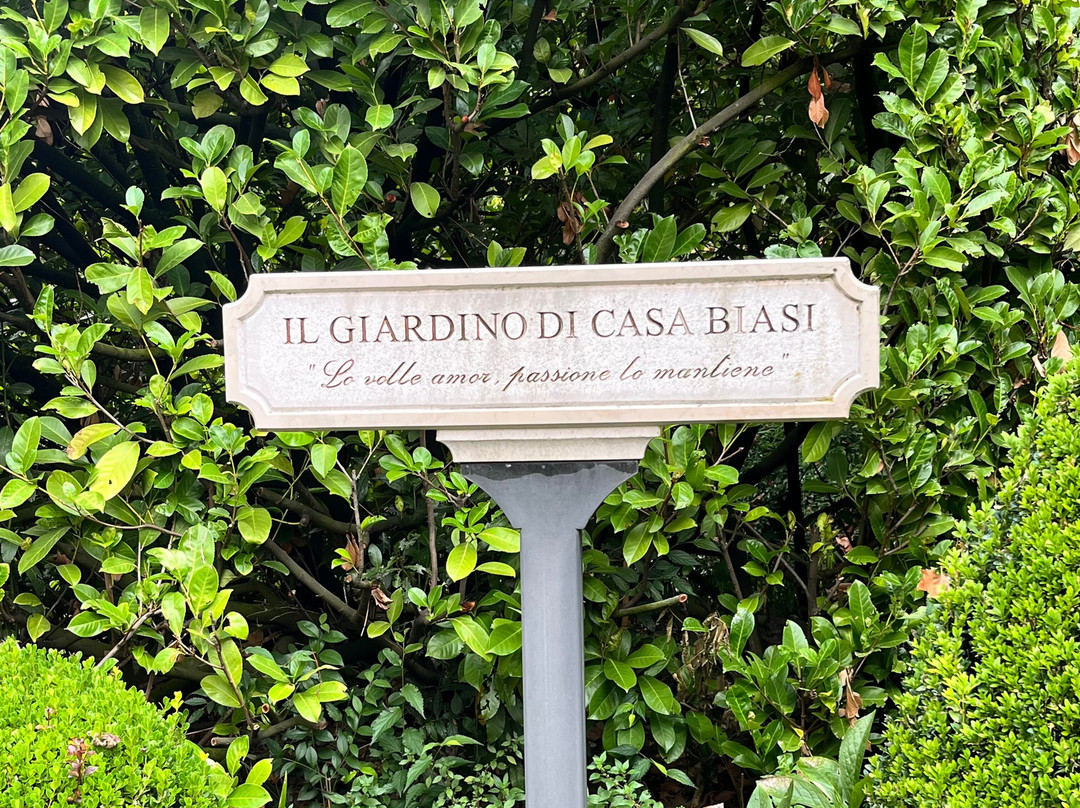 IL GIARDINO DI CASA BIASI
"Lo volle amor, passione lo mantiene"